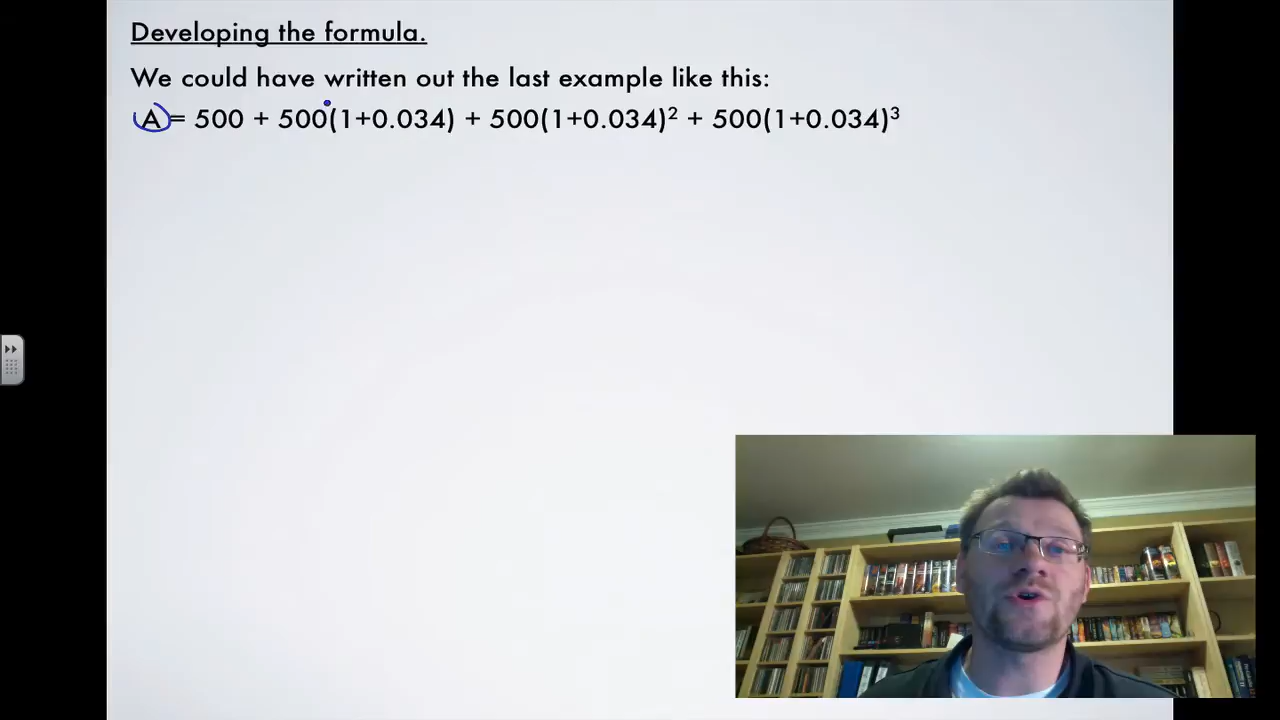 Developing the formula.
We could have written out the last example like this:
A = 500 + 500(1+0.034) + 500(1+0.034)² + 500(1+0.034)³